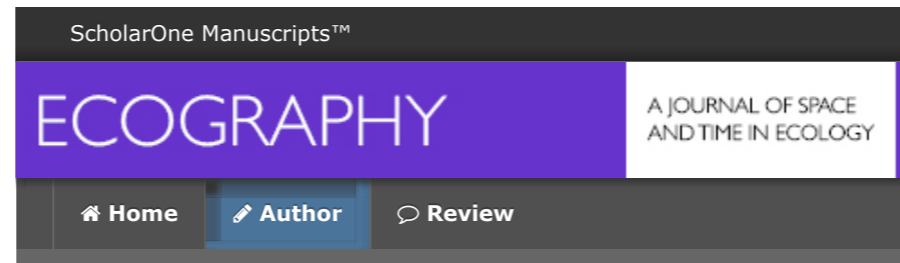 ScholarOne Manuscripts™
ECOGRAPHY
A JOURNAL OF SPACE
AND TIME IN ECOLOGY
Home Author Review